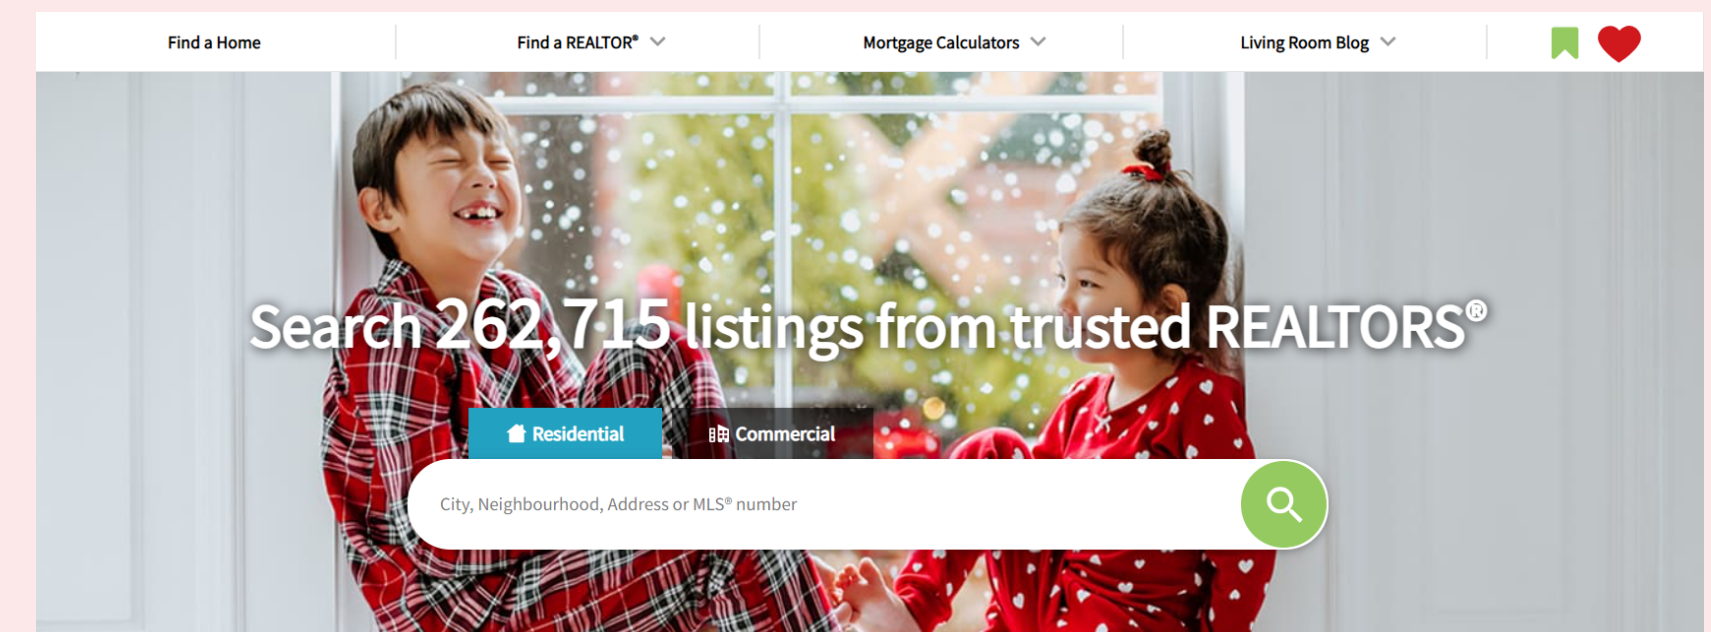 Find a Home
Find a REALTOR®
Mortgage Calculators
Living Room Blog
Search 262,715 listings from trusted REALTORS®
Residential
Commercial
City, Neighbourhood, Address or MLS® number